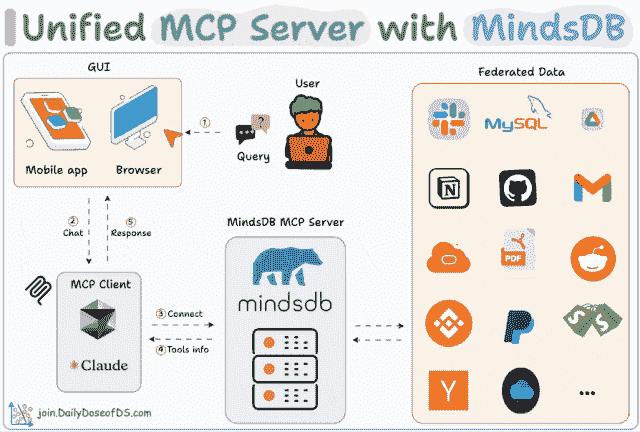 Unified MCP Server with MindsDB
GUI
Mobile app
Browser
1
User
Query
?
Federated Data
MySQL
N
PDF
Y
...
2
Chat
5
Response
MCP Client
Claude
3 Connect
4 Tools info
MindsDB MCP Server
mindsdb
$ $
join.DailyDoseofDS.com